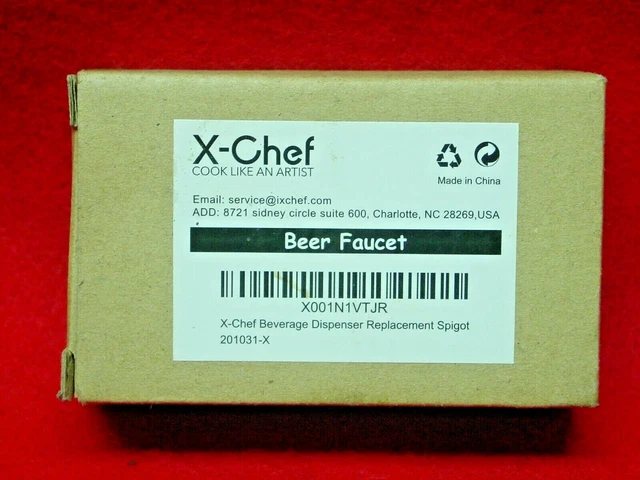 X-Chef
COOK LIKE AN ARTIST
Made in China
Email: service@ixchef.com
ADD: 8721 sidney circle suite 600, Charlotte, NC 28269,USA
Beer Faucet
X001N1VTJR
X-Chef Beverage Dispenser Replacement Spigot
201031-X